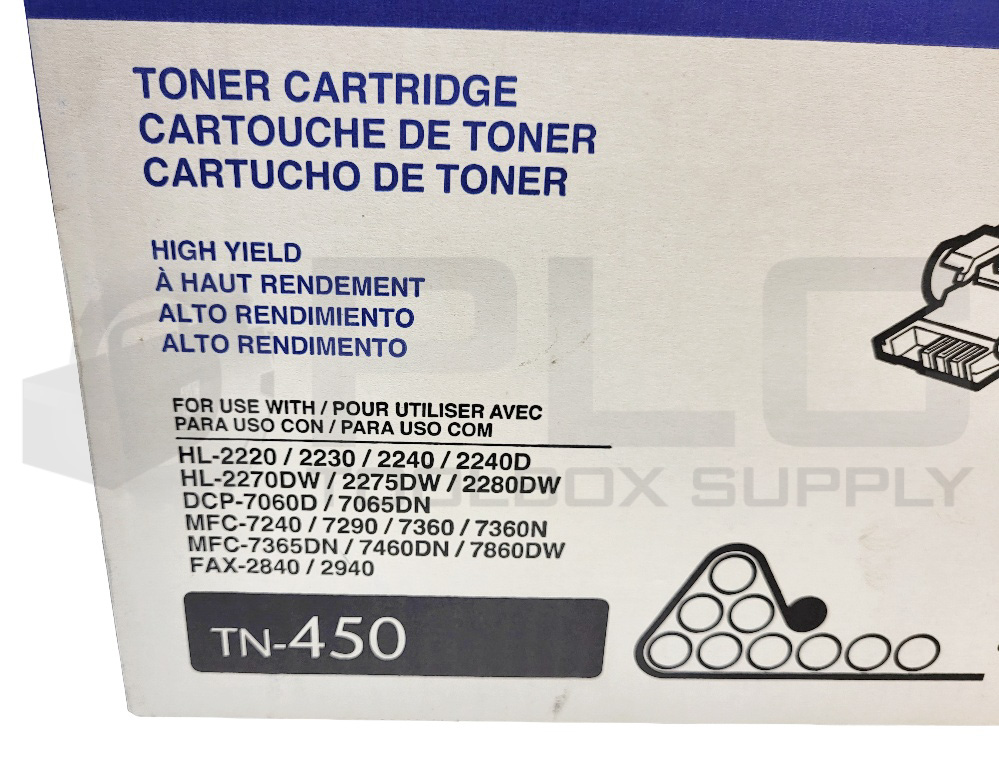 TONER CARTRIDGE
CARTOUCHE DE TONER
CARTUCHO DE TONER
HIGH YIELD
À HAUT RENDEMENT
ALTO RENDIMIENTO
ALTO RENDIMENTO
FOR USE WITH / POUR UTILISER AVEC
PARA USO CON / PARA USO COM
HL-2220 / 2230 / 2240 / 2240D
HL-2270DW / 2275DW / 2280DW
DCP-7060D / 7065DN
MFC-7240 / 7290 / 7360 / 7360N
MFC-7365DN / 7460DN / 7860DW
FAX-2840 / 2940
TN-450
PLC
TOOLBOX SUPPLY